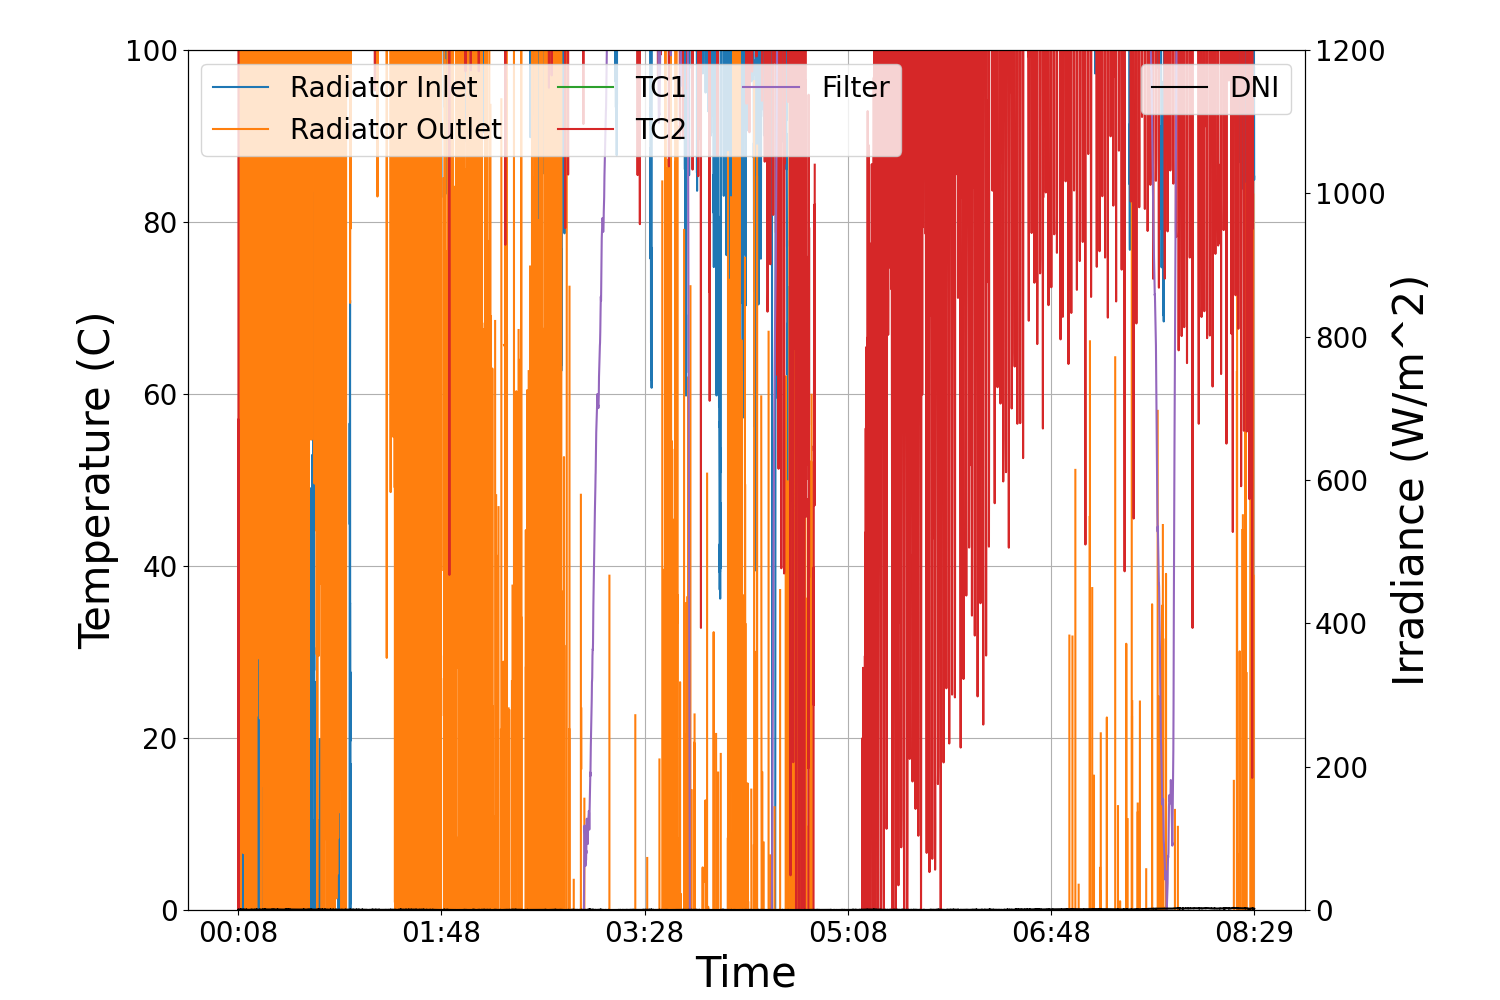 100
80
60
40
20
0
Temperature (C)
Radiator Inlet
Radiator Outlet
TC1
TC2
Filter
DNI
1200
1000
800
600
400
200
0
Irradiance (W/m^2)
00:08 01:48 03:28 05:08 06:48 08:29
Time